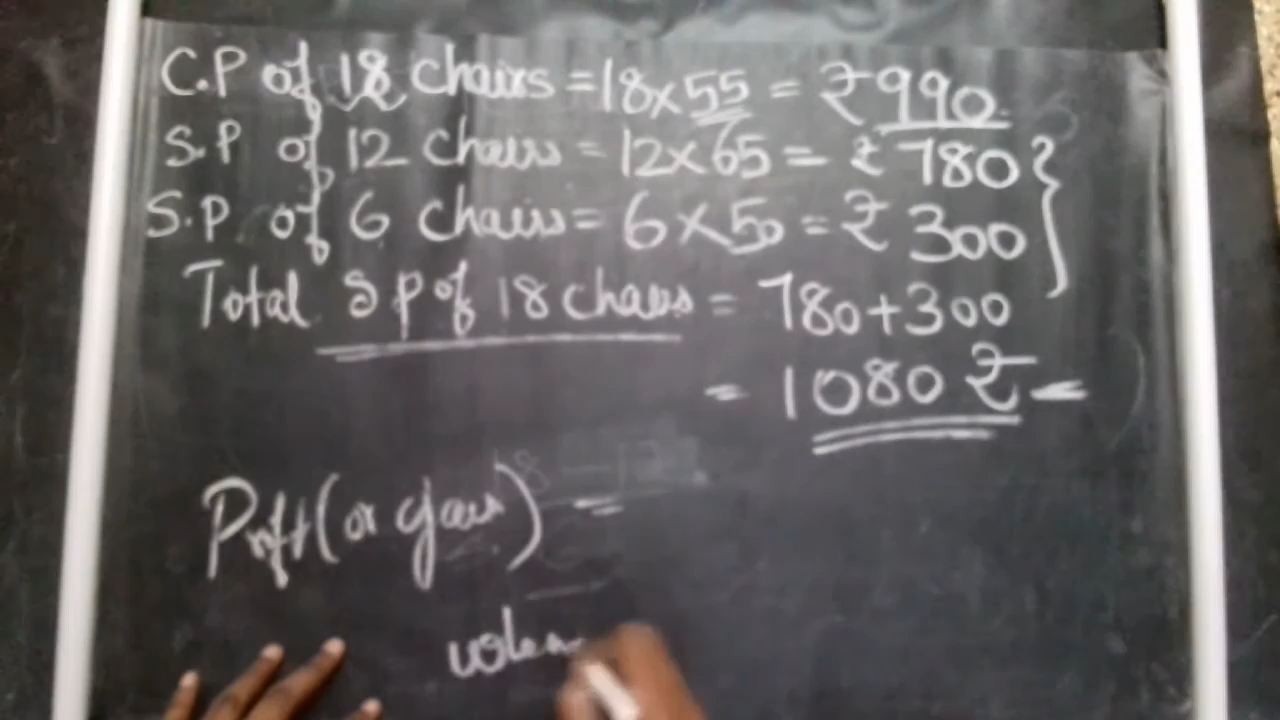 C.P of 18 Chairs = 18 × 55 = ₹ 990
S.P of 12 Chairs = 12 × 65 = ₹ 780
S.P. of 6 Chairs = 6 × 50 = ₹ 300
Total S P of 18 Chairs = 780 + 300
= 1080 ₹
Profit (or gain) =
when